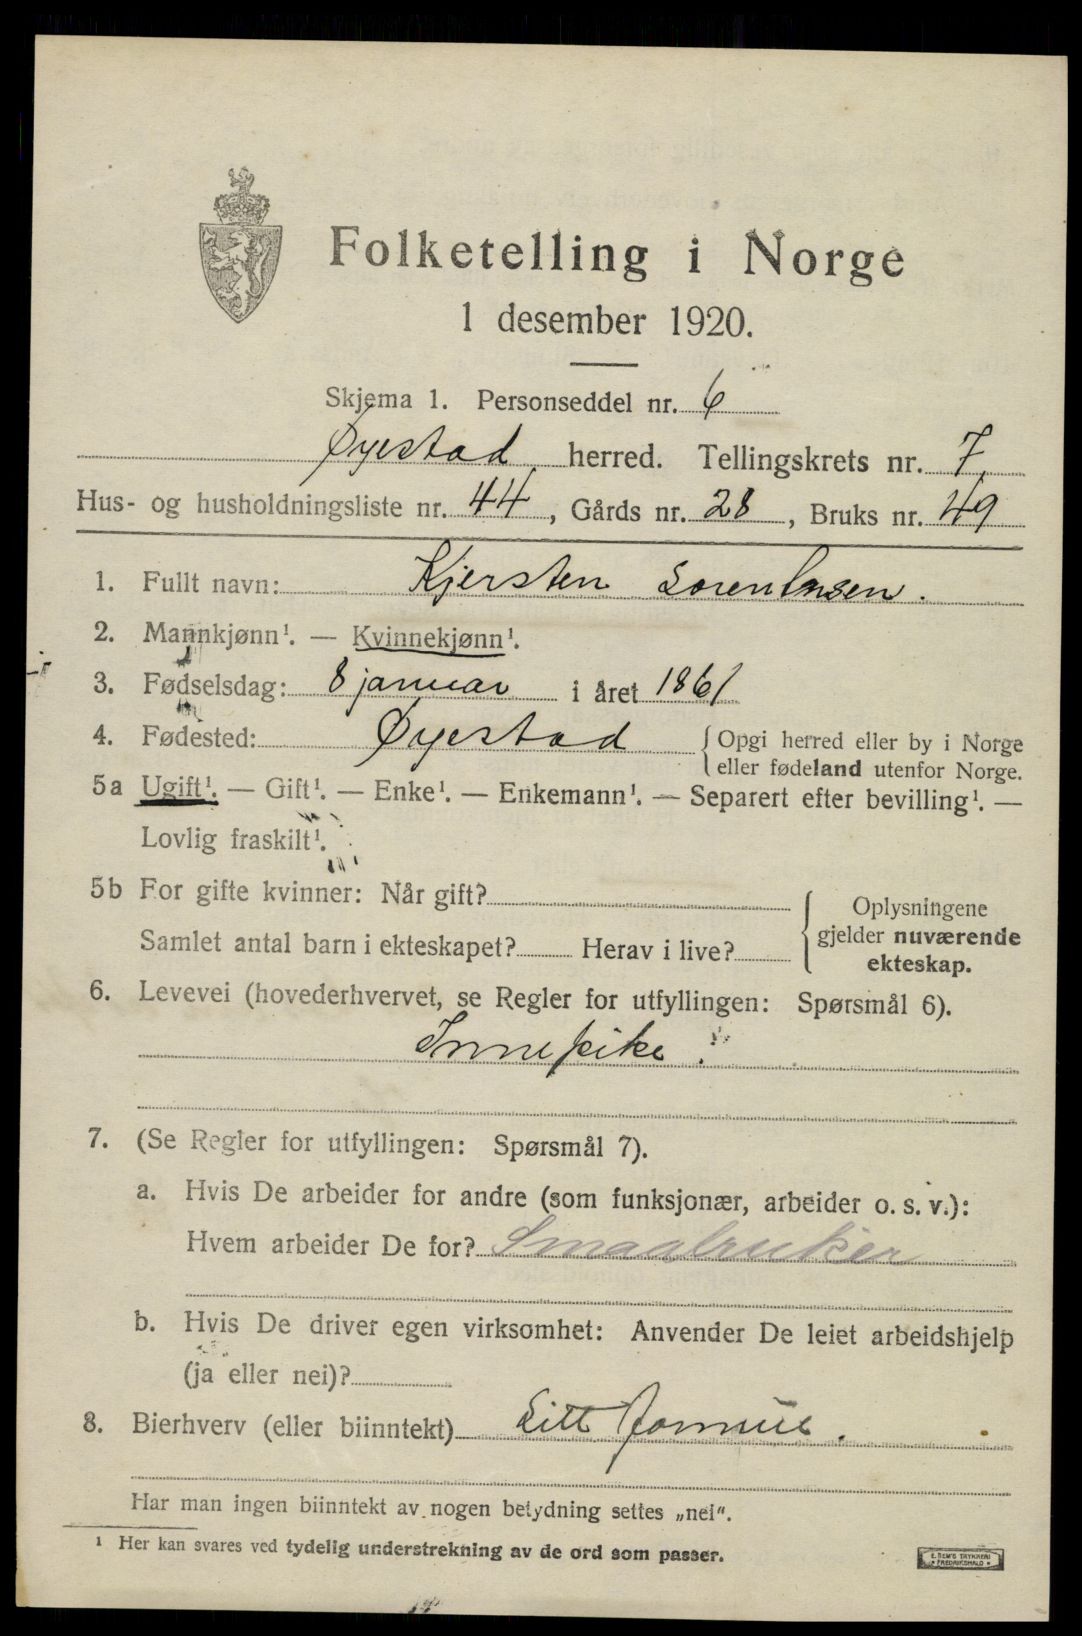 Folketelling i Norge
1 desember 1920.
Skjema 1. Personseddel nr. 6
Øyestad herred. Tellingskrets nr. 7
Hus- og husholdningsliste nr. 44, Gårds nr. 28, Bruks nr. 49
1. Fullt navn: Kjersten Lorentnsen.
2. Mannkjønn¹. — Kvinnekjønn¹.
3. Fødselsdag: 8 januar i året 1861
4. Fødested: Øyestad { Opgi herred eller by i Norge
eller fødeland utenfor Norge.
5a Ugift¹. — Gift¹. — Enke¹. — Enkemann¹. — Separert efter bevilling¹. —
Lovlig fraskilt¹.
5b For gifte kvinner: Når gift?
Samlet antal barn i ekteskapet? Herav i live?
Oplysningene
gjelder nuværende
ekteskap.
6. Levevei (hovederhvervet, se Regler for utfyllingen: Spørsmål 6).
Innepike.
7. (Se Regler for utfyllingen: Spørsmål 7).
a. Hvis De arbeider for andre (som funksjonær, arbeider o. s. v.):
Hvem arbeider De for? Smaabruker
b. Hvis De driver egen virksomhet: Anvender De leiet arbeidshjelp
(ja eller nei)?
8. Bierhverv (eller biinntekt) Litt formue.
Har man ingen biinntekt av nogen betydning settes „nei".
¹ Her kan svares ved tydelig understrekning av de ord som passer.
E. SEM'S TRYKKERI
FREDRIKSHALD